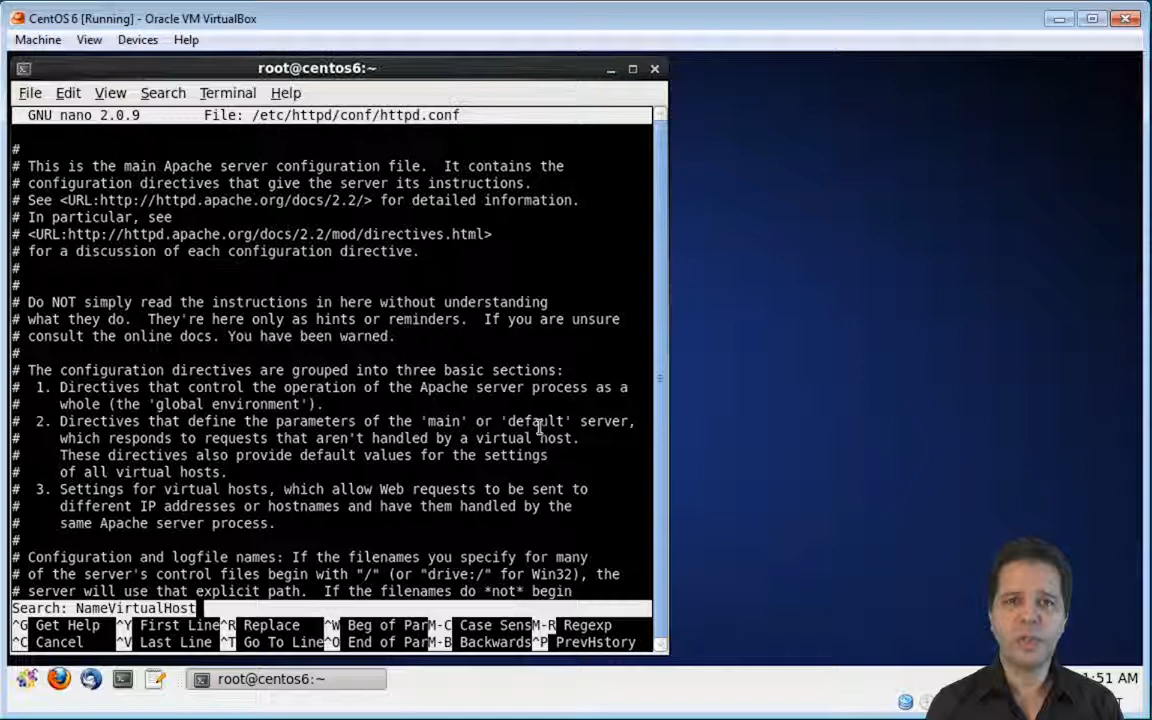 CentOS 6 [Running] - Oracle VM VirtualBox
Machine View Devices Help
root@centos6:~
File Edit View Search Terminal Help
GNU nano 2.0.9 File: /etc/httpd/conf/httpd.conf
#
# This is the main Apache server configuration file.  It contains the
# configuration directives that give the server its instructions.
# See <URL:http://httpd.apache.org/docs/2.2/> for detailed information.
# In particular, see
# <URL:http://httpd.apache.org/docs/2.2/mod/directives.html>
# for a discussion of each configuration directive.
#
#
# Do NOT simply read the instructions in here without understanding
# what they do.  They're here only as hints or reminders.  If you are unsure
# consult the online docs. You have been warned.
#
# The configuration directives are grouped into three basic sections:
#  1. Directives that control the operation of the Apache server process as a
#     whole (the 'global environment').
#  2. Directives that define the parameters of the 'main' or 'default' server,
#     which responds to requests that aren't handled by a virtual host.
#     These directives also provide default values for the settings
#     of all virtual hosts.
#  3. Settings for virtual hosts, which allow Web requests to be sent to
#     different IP addresses or hostnames and have them handled by the
#     same Apache server process.
#
# Configuration and logfile names: If the filenames you specify for many
# of the server's control files begin with "/" (or "drive:/" for Win32), the
# server will use that explicit path.  If the filenames do *not* begin
Search: NameVirtualHost
^G Get Help ^Y First Line^R Replace ^W Beg of ParM-C Case SensM-R Regexp
^C Cancel ^V Last Line ^T Go To Line^O End of ParM-B Backwards^P PrevHstory
root@centos6:~
:51 AM